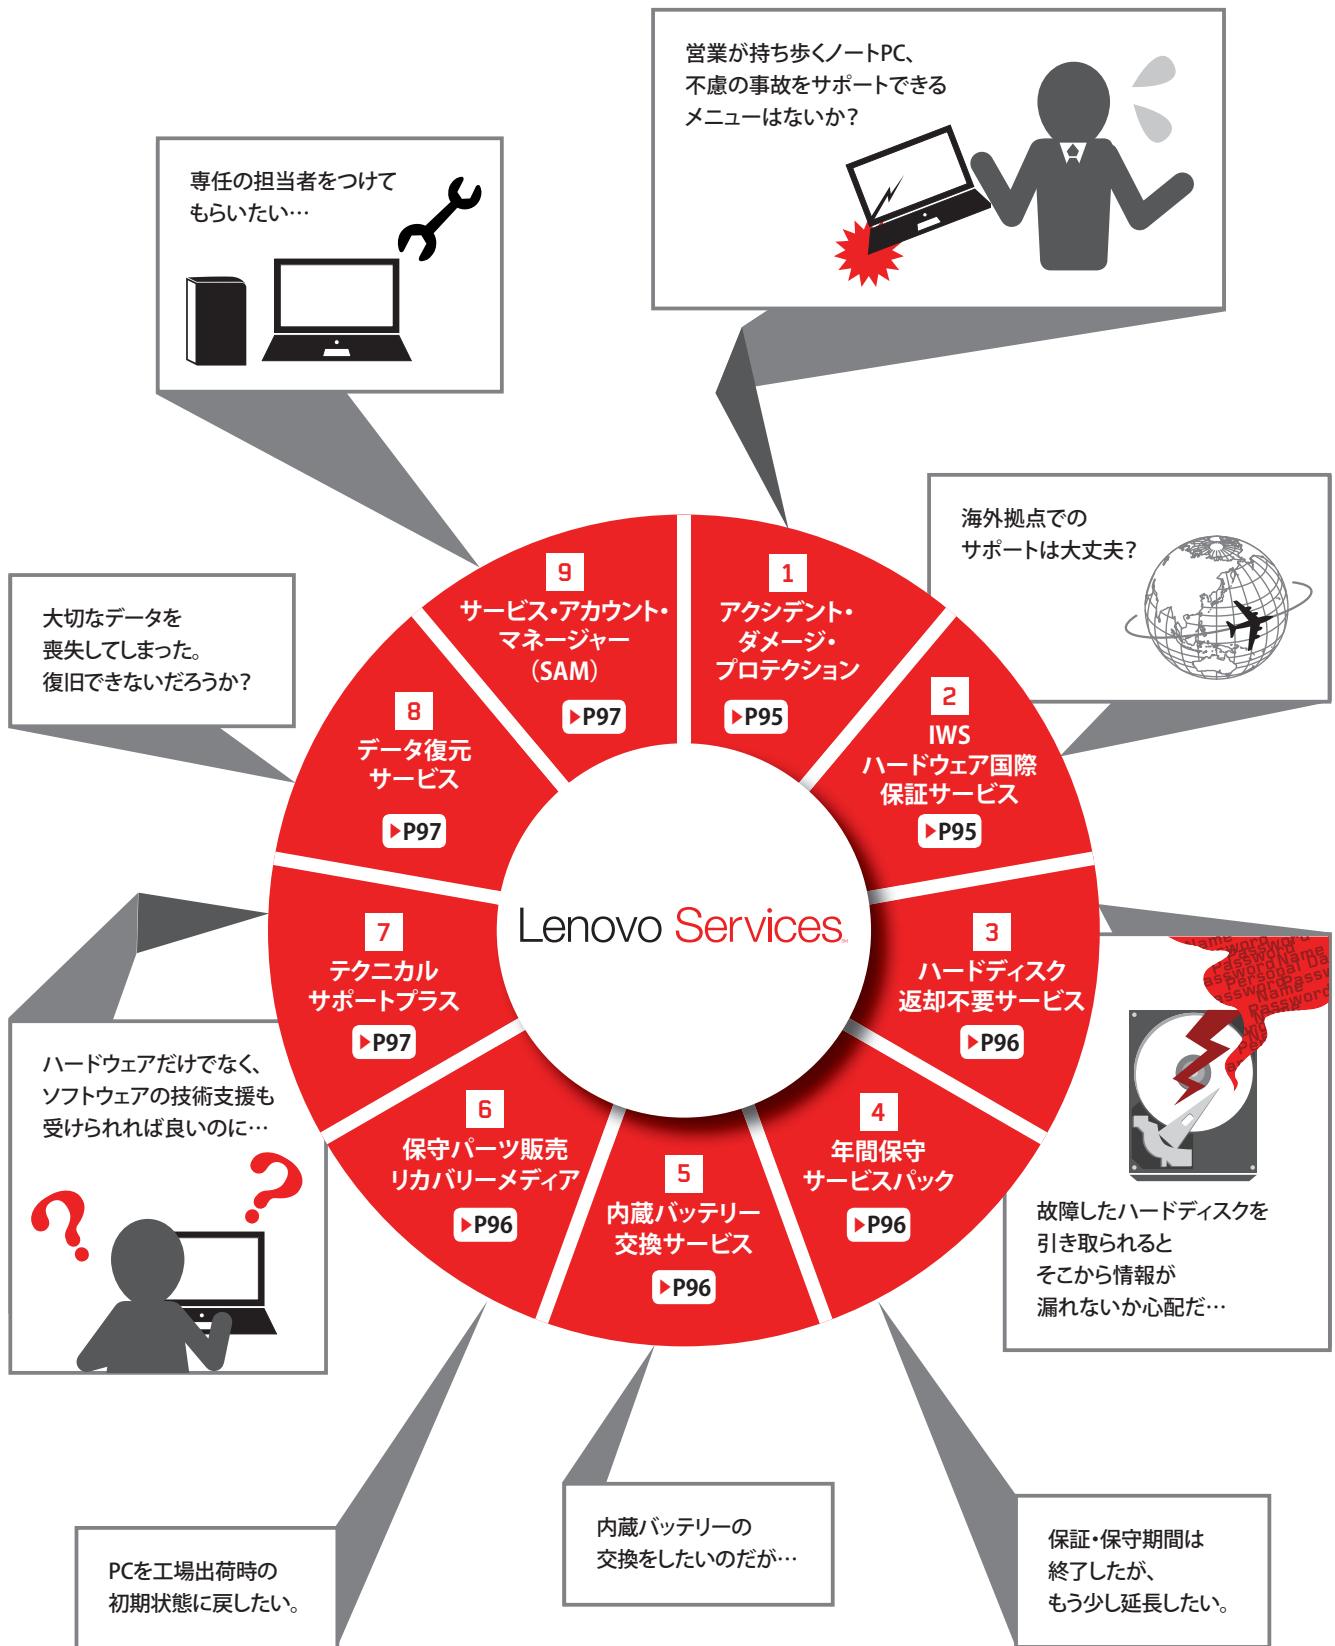 営業が持ち歩くノートPC、
不慮の事故をサポートできる
メニューはないか？
専任の担当者をつけて
もらいたい…
海外拠点での
サポートは大丈夫？
大切なデータを
喪失してしまった。
復旧できないだろうか？
ハードウェアだけでなく、
ソフトウェアの技術支援も
受けられれば良いのに…
故障したハードディスクを
引き取られると
そこから情報が
漏れないか心配だ…
PCを工場出荷時の
初期状態に戻したい。
内蔵バッテリーの
交換をしたいのだが…
保証・保守期間は
終了したが、
もう少し延長したい。
Lenovo Services
1
アクシデント・
ダメージ・
プロテクション
P95
2
IWS
ハードウェア国際
保証サービス
P95
3
ハードディスク
返却不要サービス
P96
4
年間保守
サービスパック
P96
5
内蔵バッテリー
交換サービス
P96
6
保守パーツ販売
リカバリーメディア
P96
7
テクニカル
サポートプラス
P97
8
データ復元
サービス
P97
9
サービス・アカウント・
マネージャー
（SAM）
P97